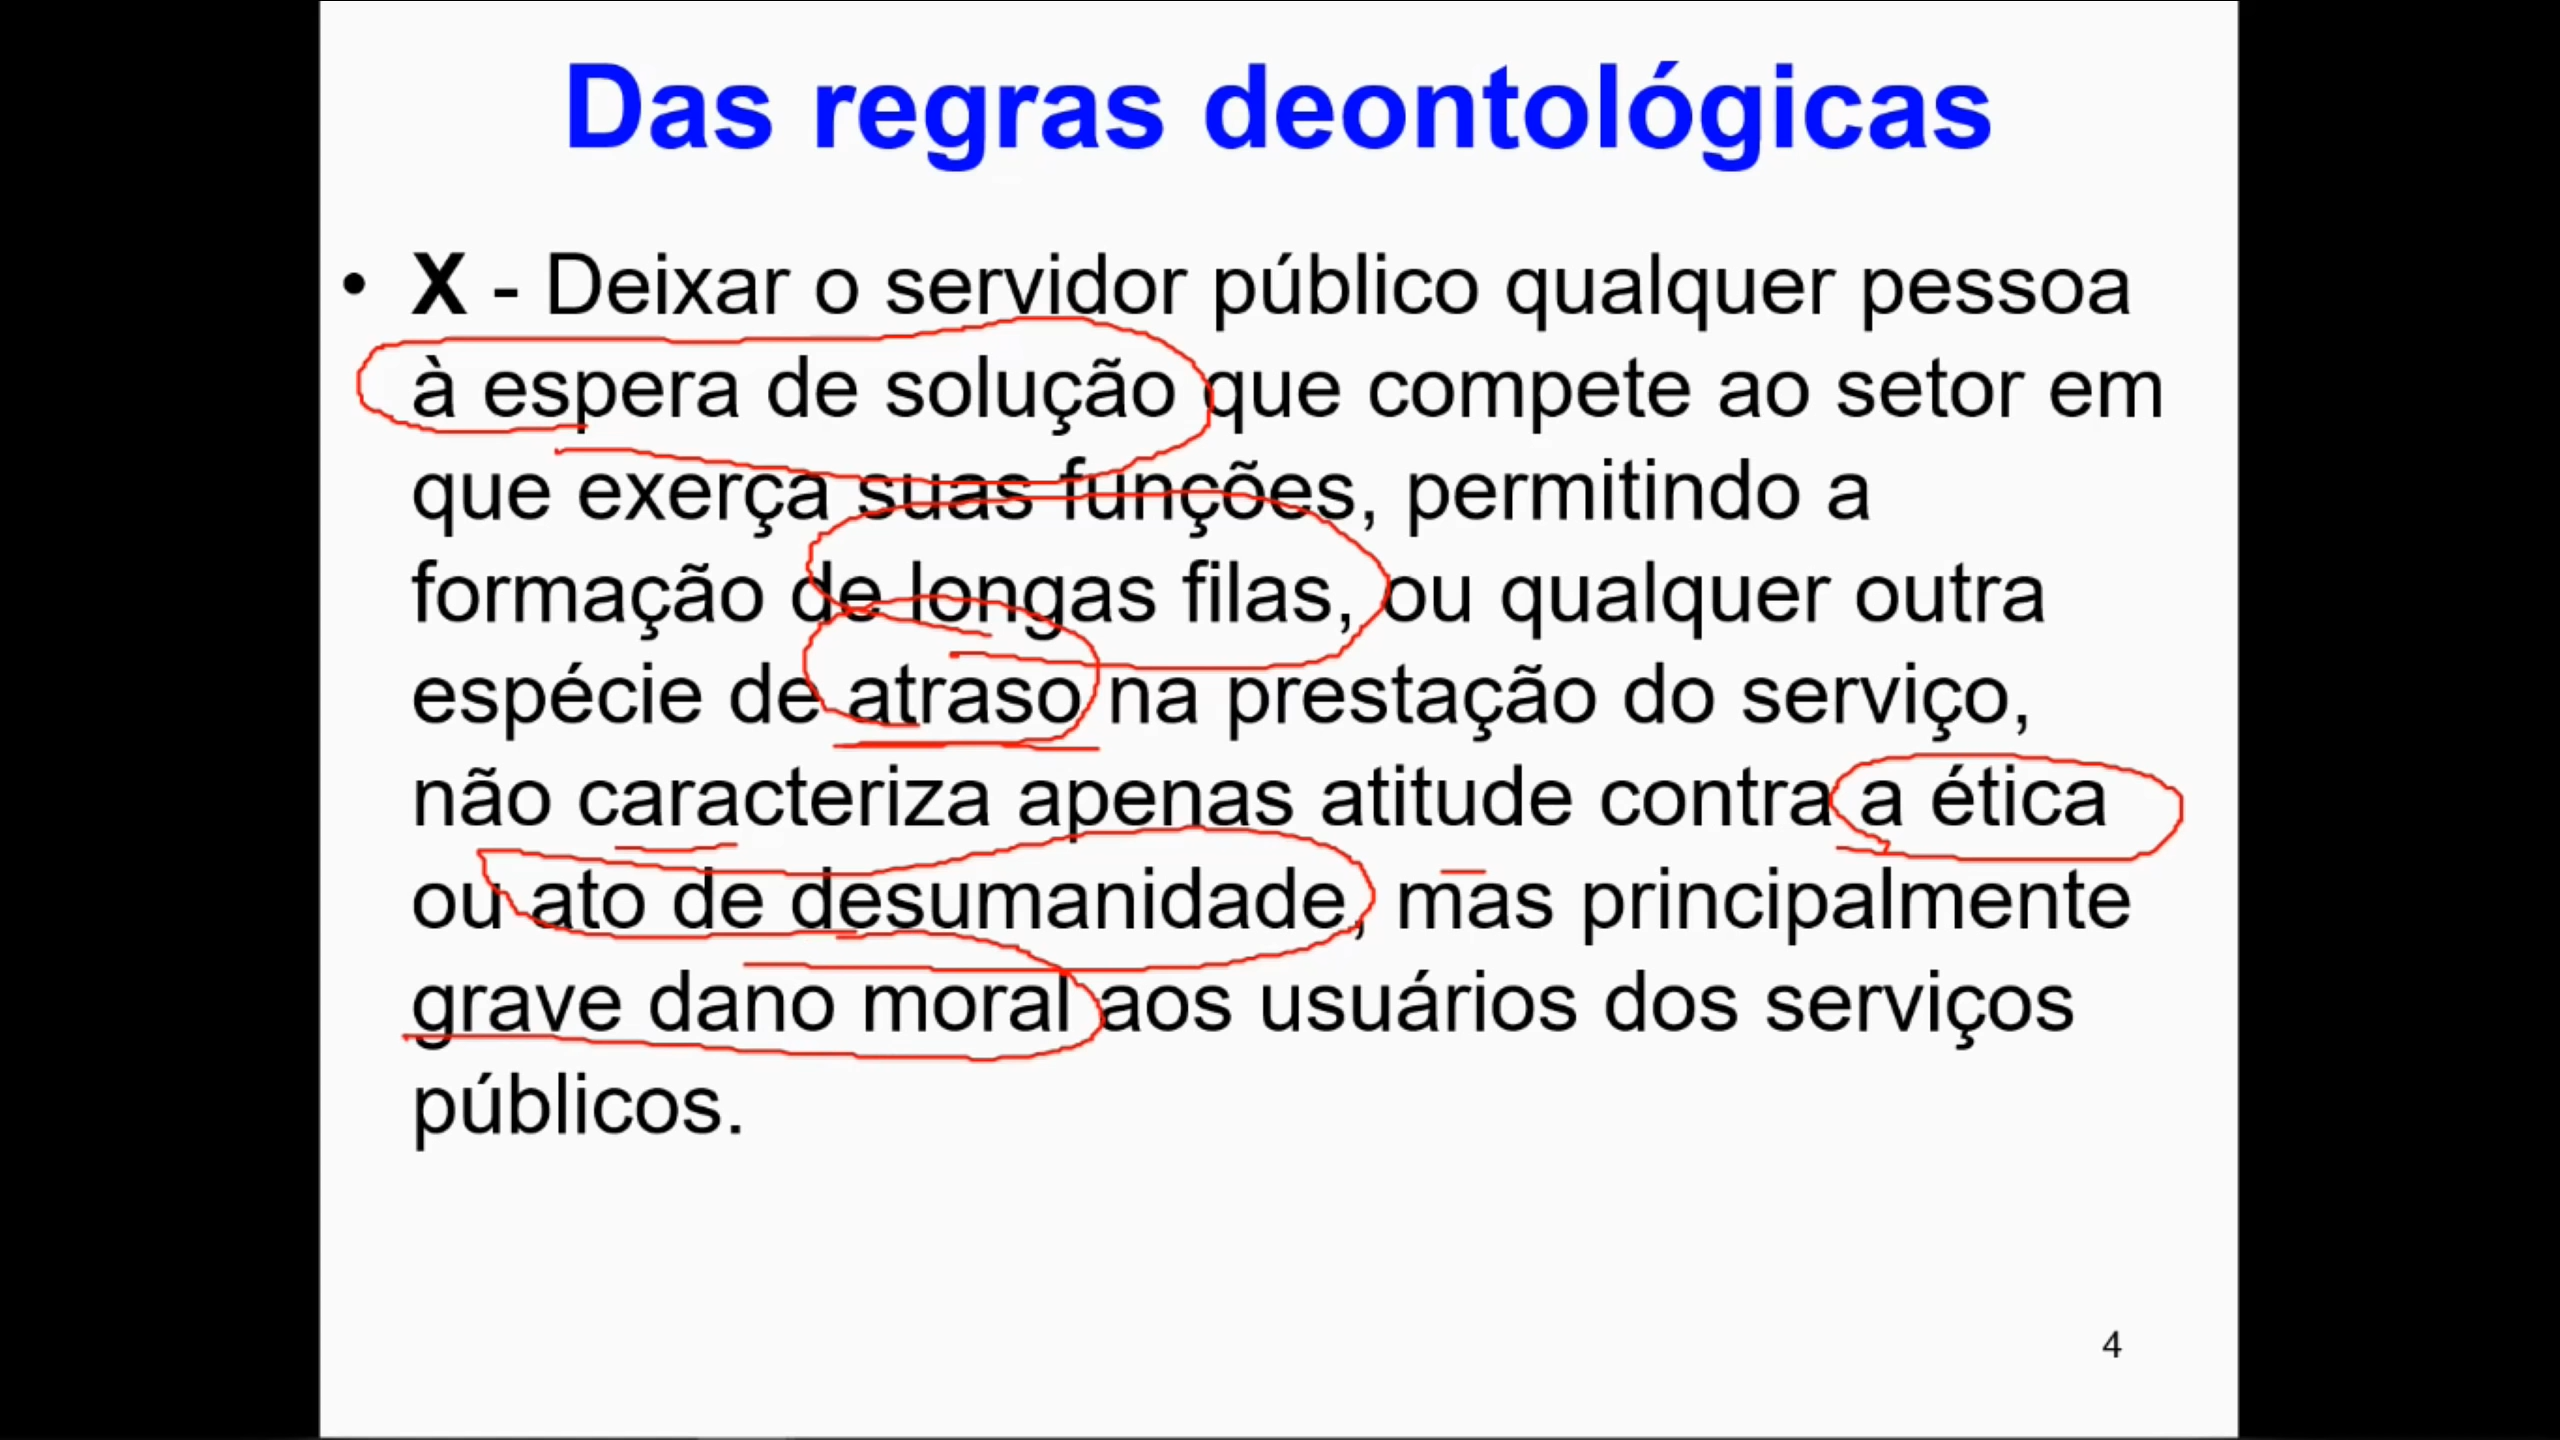 Das regras deontológicas
• X - Deixar o servidor público qualquer pessoa
à espera de solução que compete ao setor em
que exerça suas funções, permitindo a
formação de longas filas, ou qualquer outra
espécie de atraso na prestação do serviço,
não caracteriza apenas atitude contra a ética
ou ato de desumanidade, mas principalmente
grave dano moral aos usuários dos serviços
públicos.
4